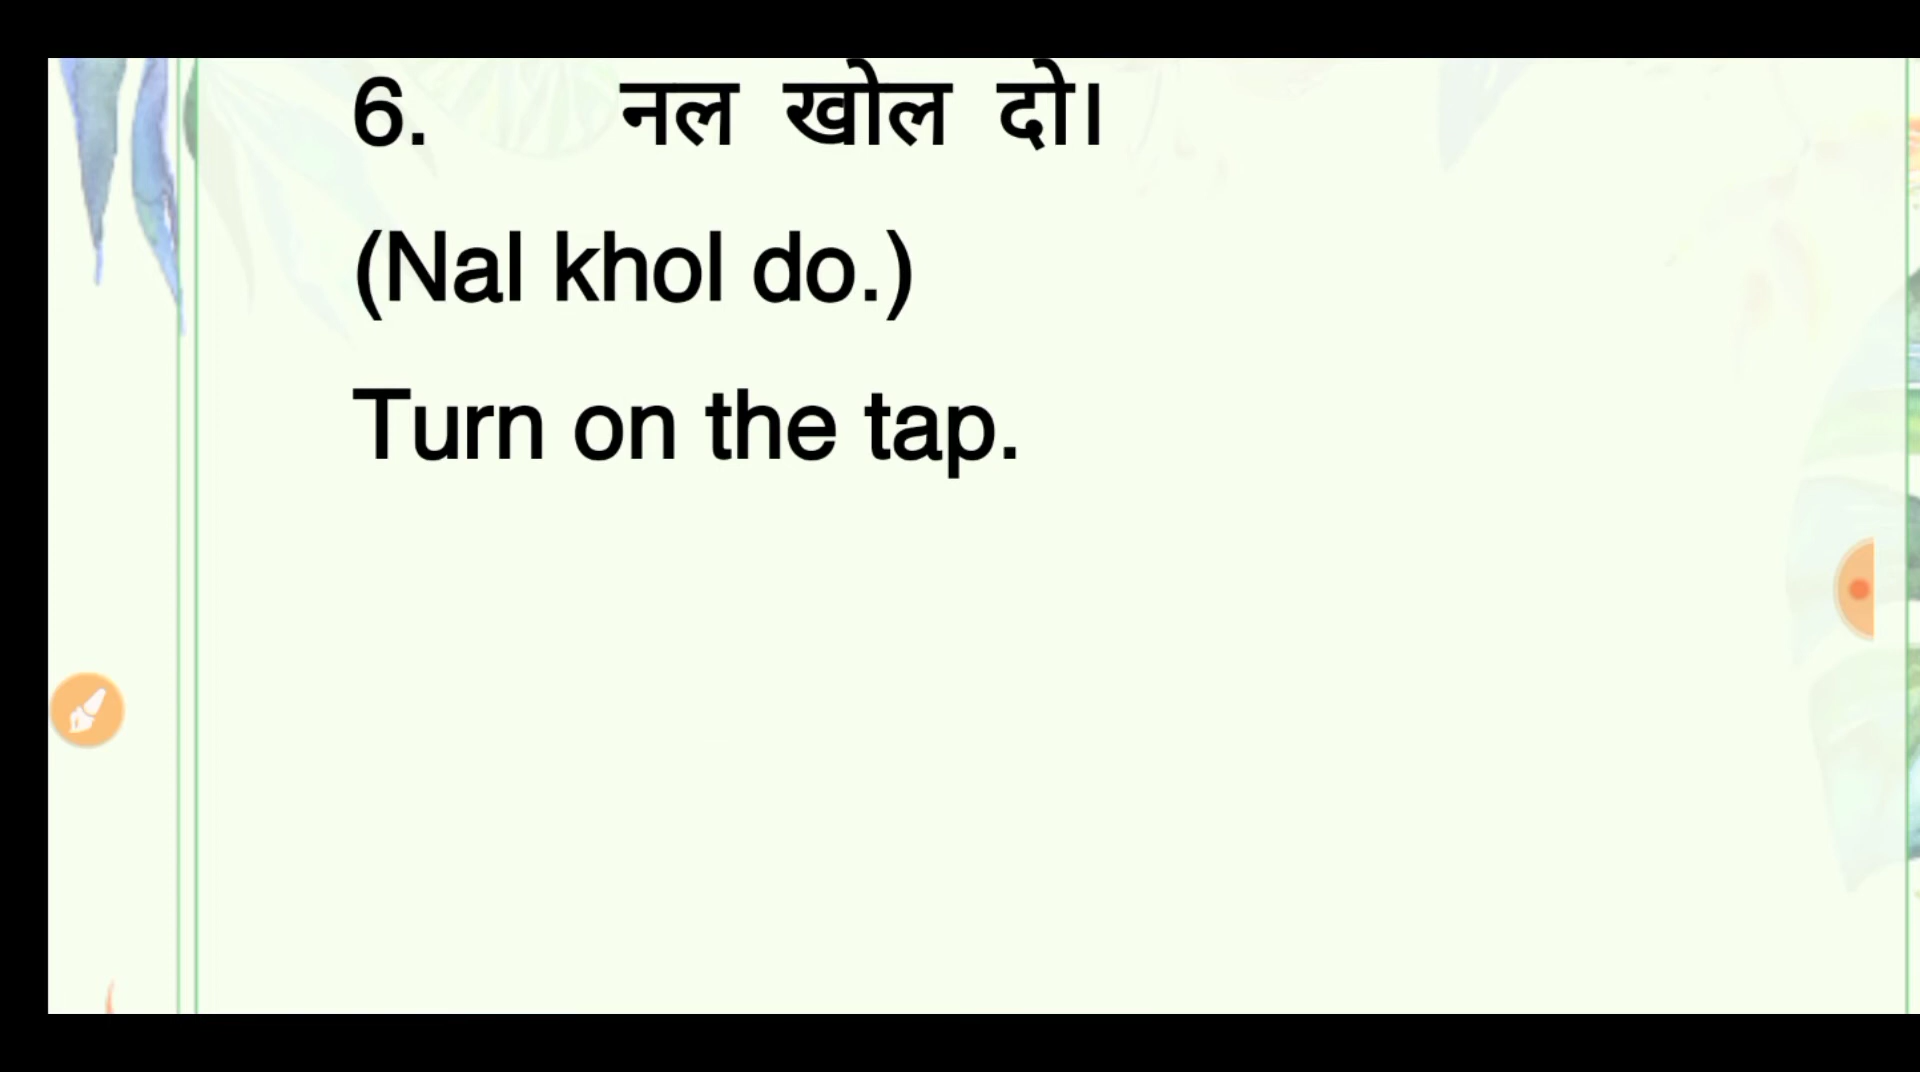 6. नल खोल दो।
(Nal khol do.)
Turn on the tap.